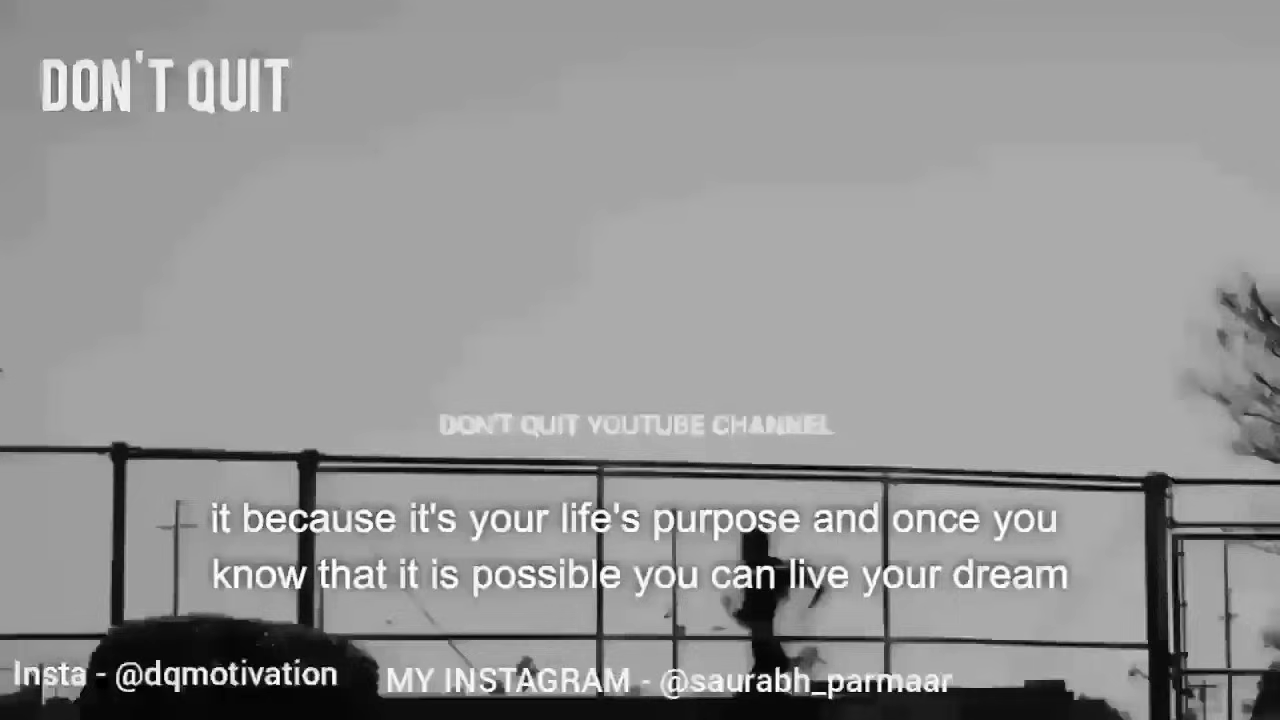 DON'T QUIT
DON'T QUIT YOUTUBE CHANNEL
it because it's your life's purpose and once you
know that it is possible you can live your dream
Insta - @dqmotivation
MY INSTAGRAM - @saurabh_parmaar